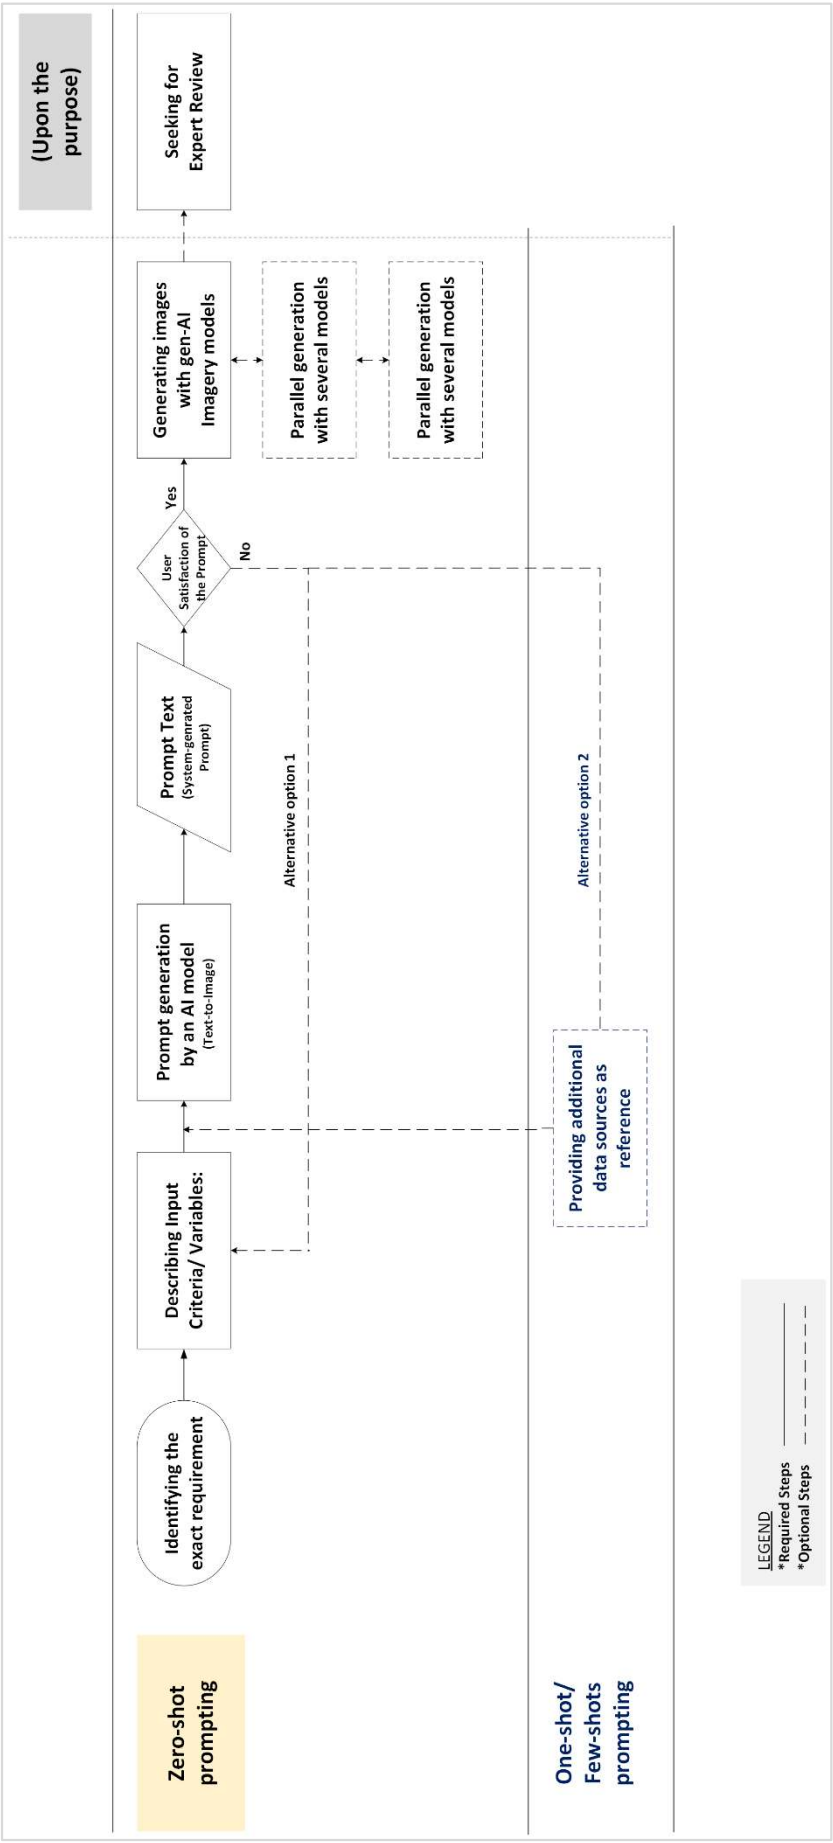 (Upon the
purpose)
Zero-shot
prompting
Identifying the
exact requirement
Describing Input
Criteria/ Variables:
Prompt generation
by an AI model
(Text-to-Image)
Prompt Text
(System-genrated
Prompt)
User
Satisfaction of
the Prompt
Yes
No
Generating images
with gen-AI
Imagery models
Seeking for
Expert Review
Parallel generation
with several models
Parallel generation
with several models
Alternative option 1
One-shot/
Few-shots
prompting
Providing additional
data sources as
reference
Alternative option 2
LEGEND
*Required Steps
*Optional Steps